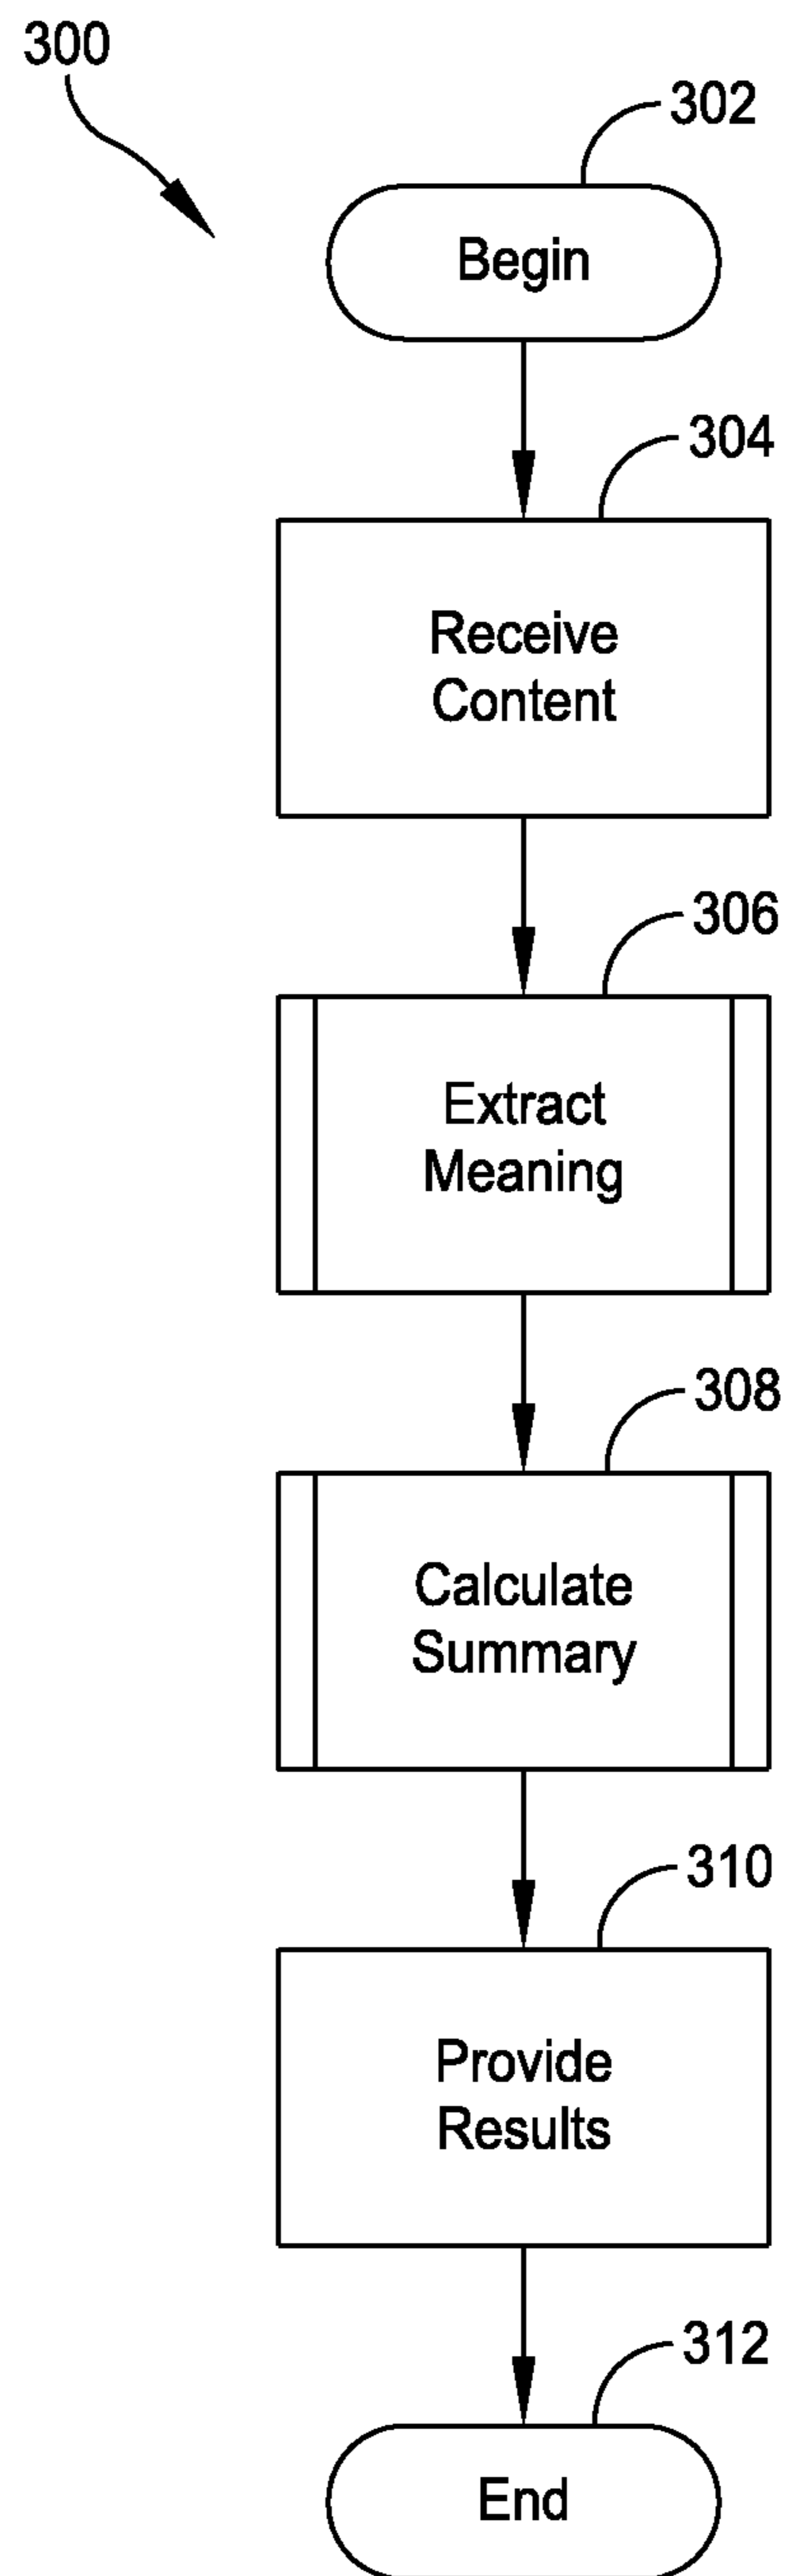 300
302
Begin
304
Receive
Content
306
Extract
Meaning
308
Calculate
Summary
310
Provide
Results
312
End